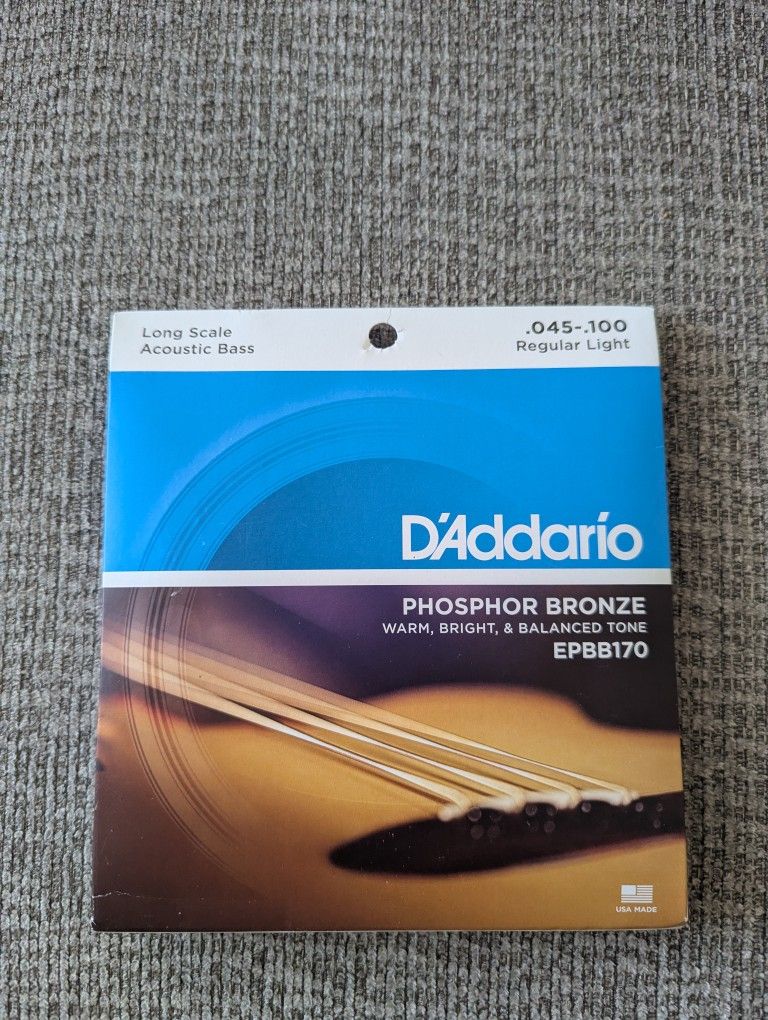 Long Scale
Acoustic Bass
.045-.100
Regular Light
D'Addario
PHOSPHOR BRONZE
WARM, BRIGHT, & BALANCED TONE
EPBB170
USA MADE